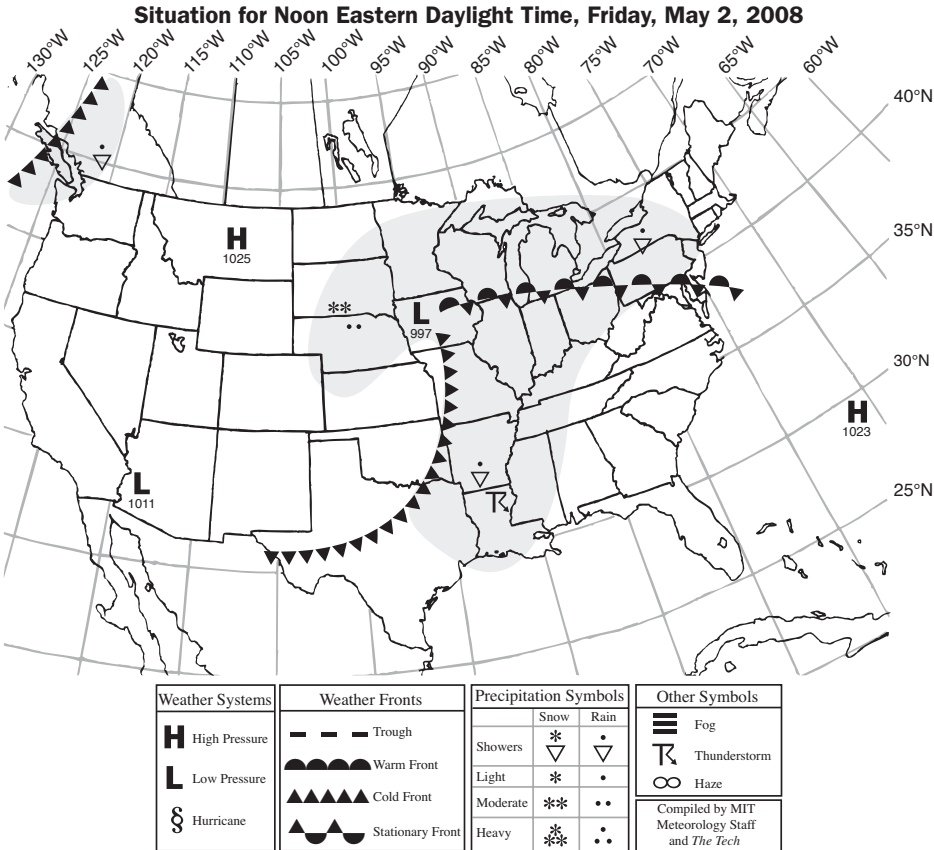 Situation for Noon Eastern Daylight Time, Friday, May 2, 2008
130°W 125°W 120°W 115°W 110°W 105°W 100°W 95°W 90°W 85°W 80°W 75°W 70°W 65°W 60°W
40°N
35°N
H
1025
L
997
30°N
H
1023
L
1011
25°N
Weather Systems
H High Pressure
L Low Pressure
§ Hurricane
Weather Fronts
Trough
Warm Front
Cold Front
Stationary Front
Precipitation Symbols
Snow Rain
Showers
Light
Moderate
Heavy
Other Symbols
Fog
Thunderstorm
Haze
Compiled by MIT
Meteorology Staff
and The Tech